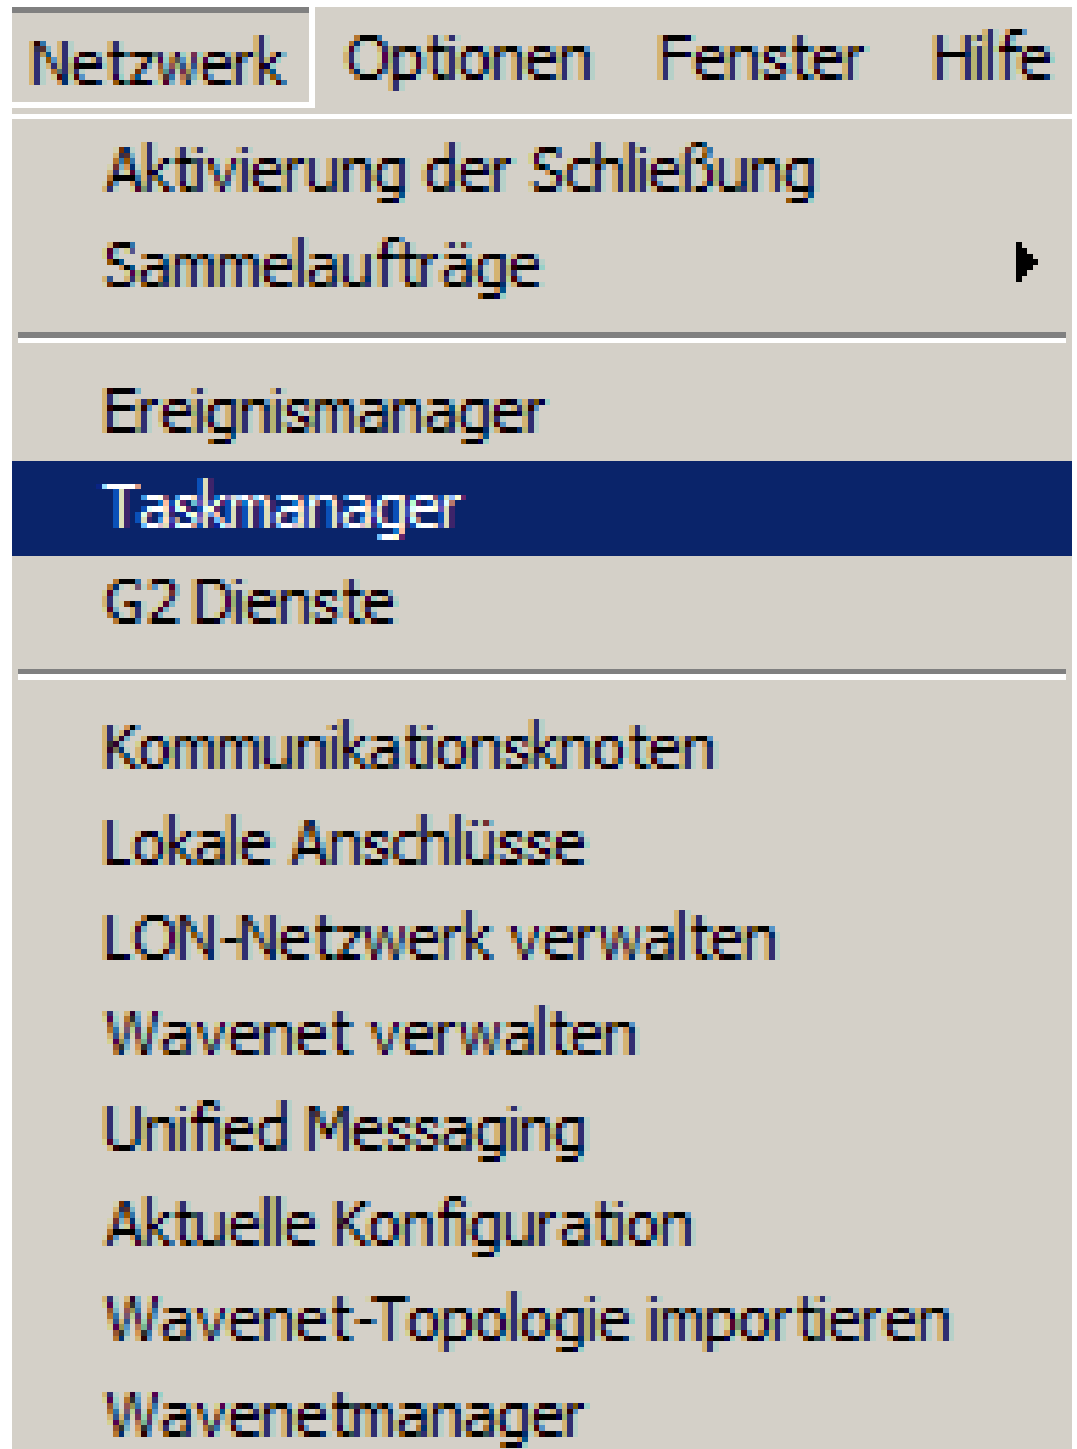 Netzwerk Optionen Fenster Hilfe
Aktivierung der Schließung
Sammelaufträge
Ereignismanager
Taskmanager
G2 Dienste
Kommunikationsknoten
Lokale Anschlüsse
LON-Netzwerk verwalten
Wavenet verwalten
Unified Messaging
Aktuelle Konfiguration
Wavenet-Topologie importieren
Wavenetmanager